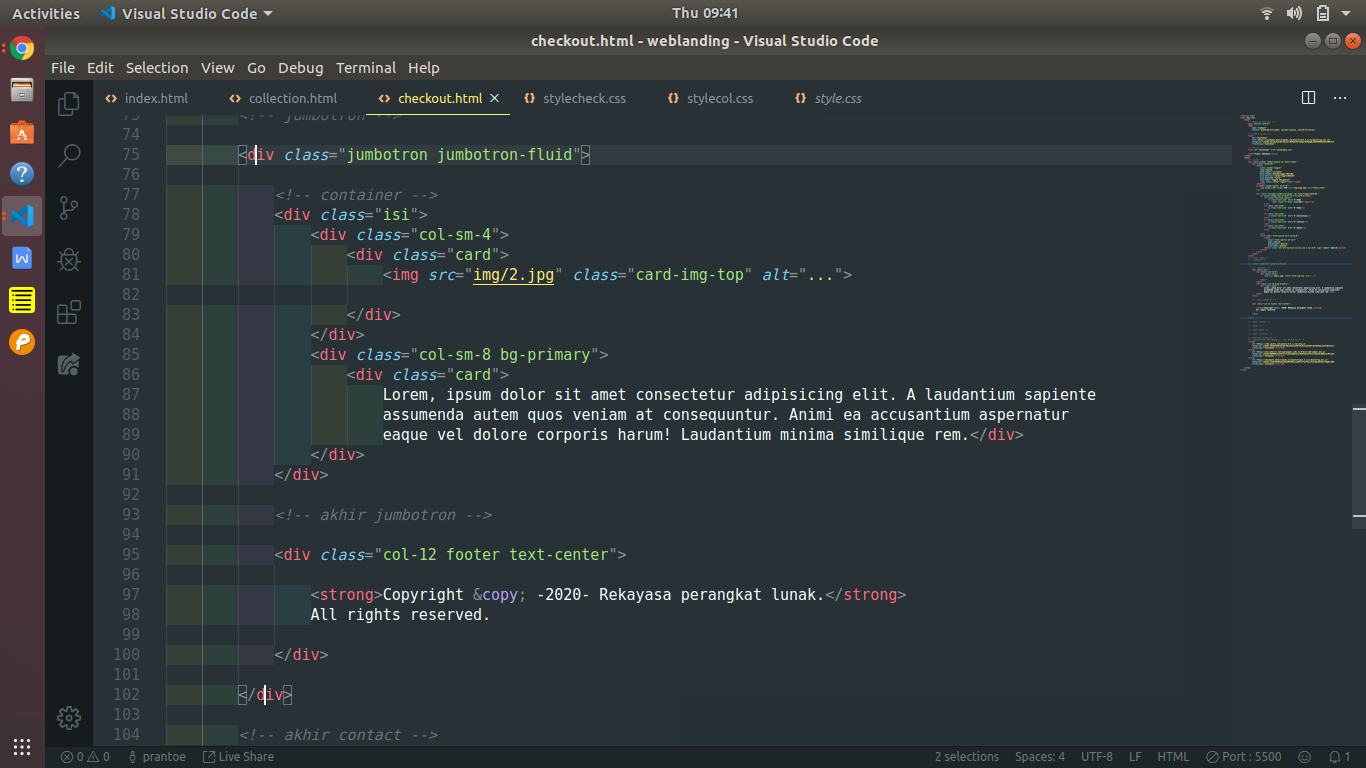 Activities Visual Studio Code Thu 09:41
checkout.html - weblanding - Visual Studio Code
File Edit Selection View Go Debug Terminal Help
index.html collection.html checkout.html stylecheck.css stylecol.css style.css
73 <!-- jumbotron -->
74
75 <div class="jumbotron jumbotron-fluid">
76
77 <!-- container -->
78 <div class="isi">
79 <div class="col-sm-4">
80 <div class="card">
81 <img src="img/2.jpg" class="card-img-top" alt="...">
82
83 </div>
84 </div>
85 <div class="col-sm-8 bg-primary">
86 <div class="card">
87 Lorem, ipsum dolor sit amet consectetur adipisicing elit. A laudantium sapiente
88 assumenda autem quos veniam at consequuntur. Animi ea accusantium aspernatur
89 eaque vel dolore corporis harum! Laudantium minima similique rem.</div>
90 </div>
91 </div>
92
93 <!-- akhir jumbotron -->
94
95 <div class="col-12 footer text-center">
96
97 <strong>Copyright &copy; -2020- Rekayasa perangkat lunak.</strong>
98 All rights reserved.
99
100 </div>
101
102 </div>
103
104 <!-- akhir contact -->
0 0 prantoe Live Share 2 selections Spaces: 4 UTF-8 LF HTML Port : 5500 1